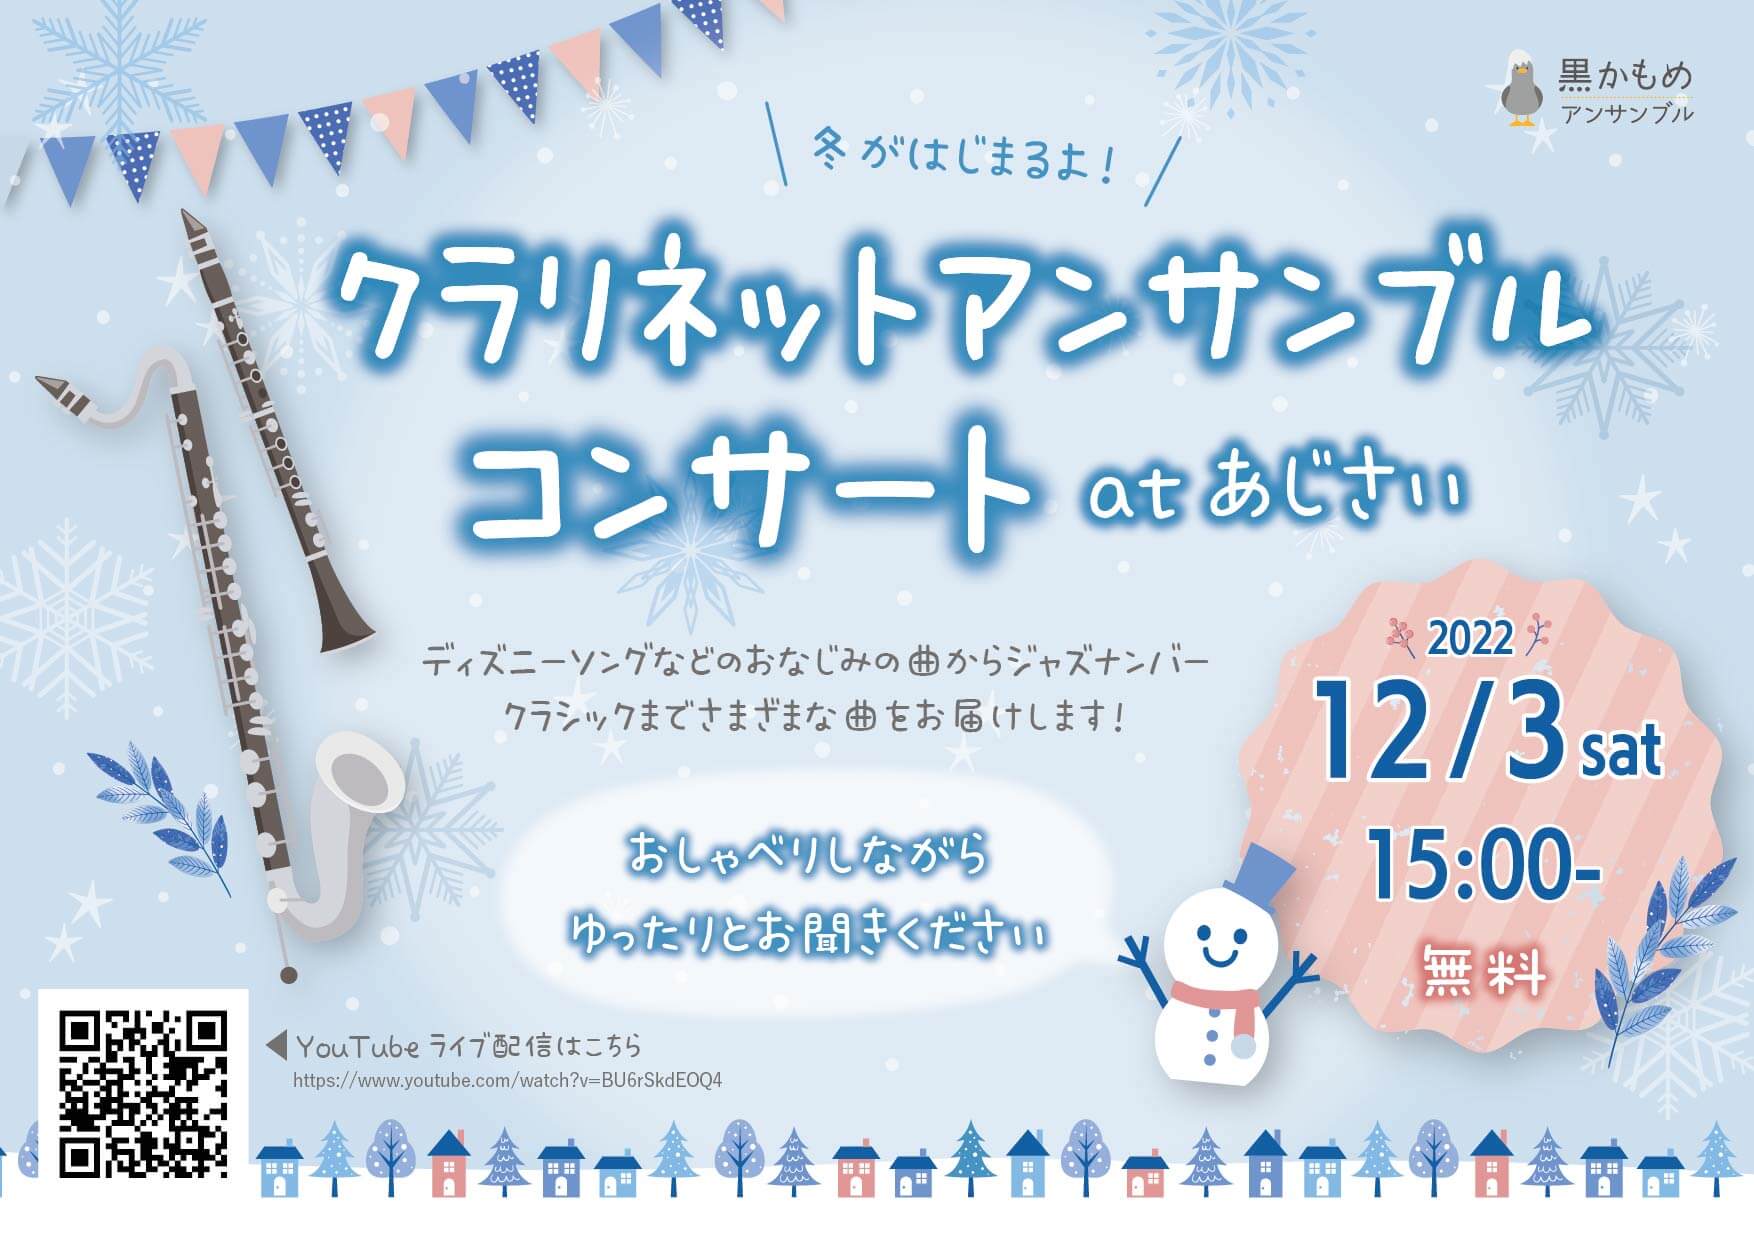 黒かもめ
アンサンブル
冬がはじまるよ！
クラリネットアンサンブル
コンサート at あじさい
ディズニーソングなどのおなじみの曲からジャズナンバー
クラシックまでさまざまな曲をお届けします！
2022
12/3 sat
15:00-
無料
おしゃべりしながら
ゆったりとお聞きください
◀YouTube ライブ配信はこちら
https://www.youtube.com/watch?v=BU6rSkdEOQ4